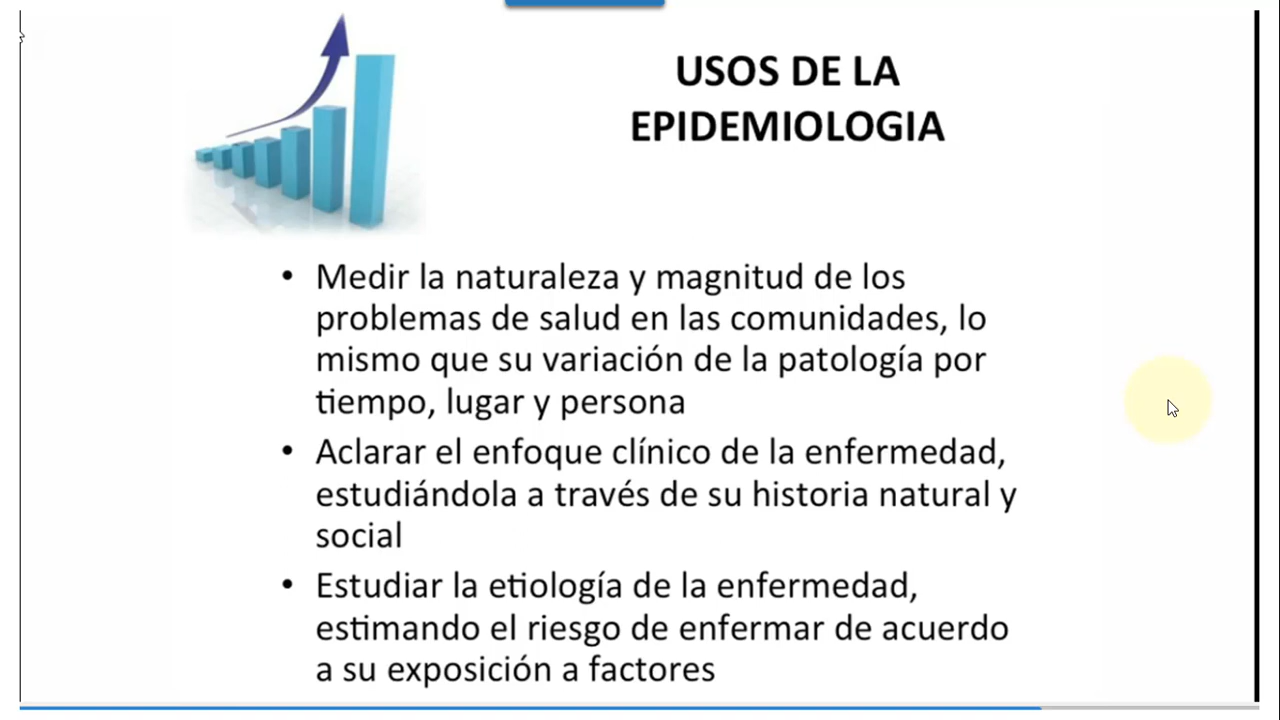 USOS DE LA
EPIDEMIOLOGIA
• Medir la naturaleza y magnitud de los
problemas de salud en las comunidades, lo
mismo que su variación de la patología por
tiempo, lugar y persona
• Aclarar el enfoque clínico de la enfermedad,
estudiándola a través de su historia natural y
social
• Estudiar la etiología de la enfermedad,
estimando el riesgo de enfermar de acuerdo
a su exposición a factores